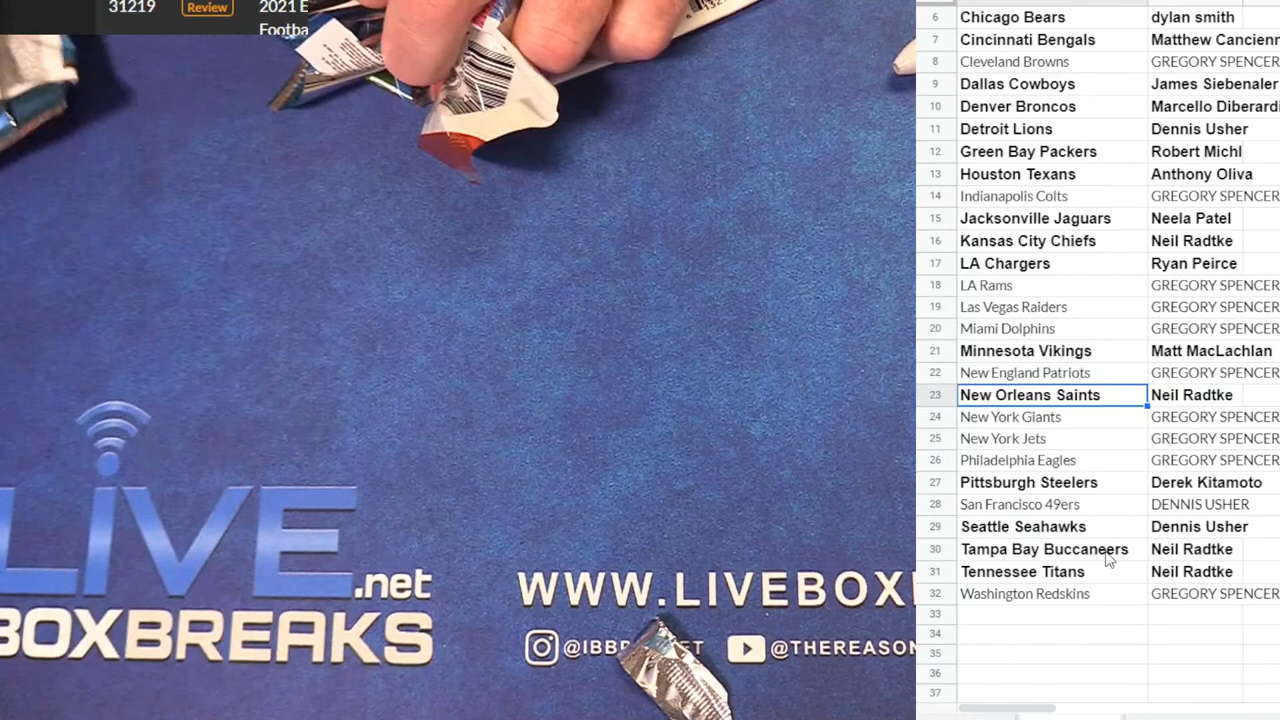 31219 Review 2021 E
Footba
6 Chicago Bears dylan smith
7 Cincinnati Bengals Matthew Cancienn
8 Cleveland Browns GREGORY SPENCER
9 Dallas Cowboys James Siebenaler
10 Denver Broncos Marcello Diberardi
11 Detroit Lions Dennis Usher
12 Green Bay Packers Robert Michl
13 Houston Texans Anthony Oliva
14 Indianapolis Colts GREGORY SPENCER
15 Jacksonville Jaguars Neela Patel
16 Kansas City Chiefs Neil Radtke
17 LA Chargers Ryan Peirce
18 LA Rams GREGORY SPENCER
19 Las Vegas Raiders GREGORY SPENCER
20 Miami Dolphins GREGORY SPENCER
21 Minnesota Vikings Matt MacLachlan
22 New England Patriots GREGORY SPENCER
23 New Orleans Saints Neil Radtke
24 New York Giants GREGORY SPENCER
25 New York Jets GREGORY SPENCER
26 Philadelphia Eagles GREGORY SPENCER
27 Pittsburgh Steelers Derek Kitamoto
28 San Francisco 49ers DENNIS USHER
29 Seattle Seahawks Dennis Usher
30 Tampa Bay Buccaneers Neil Radtke
31 Tennessee Titans Neil Radtke
32 Washington Redskins GREGORY SPENCER
33
34
35
36
37
LiVE.net
BOXBREAKS
WWW.LIVEBOX
@THEREASON